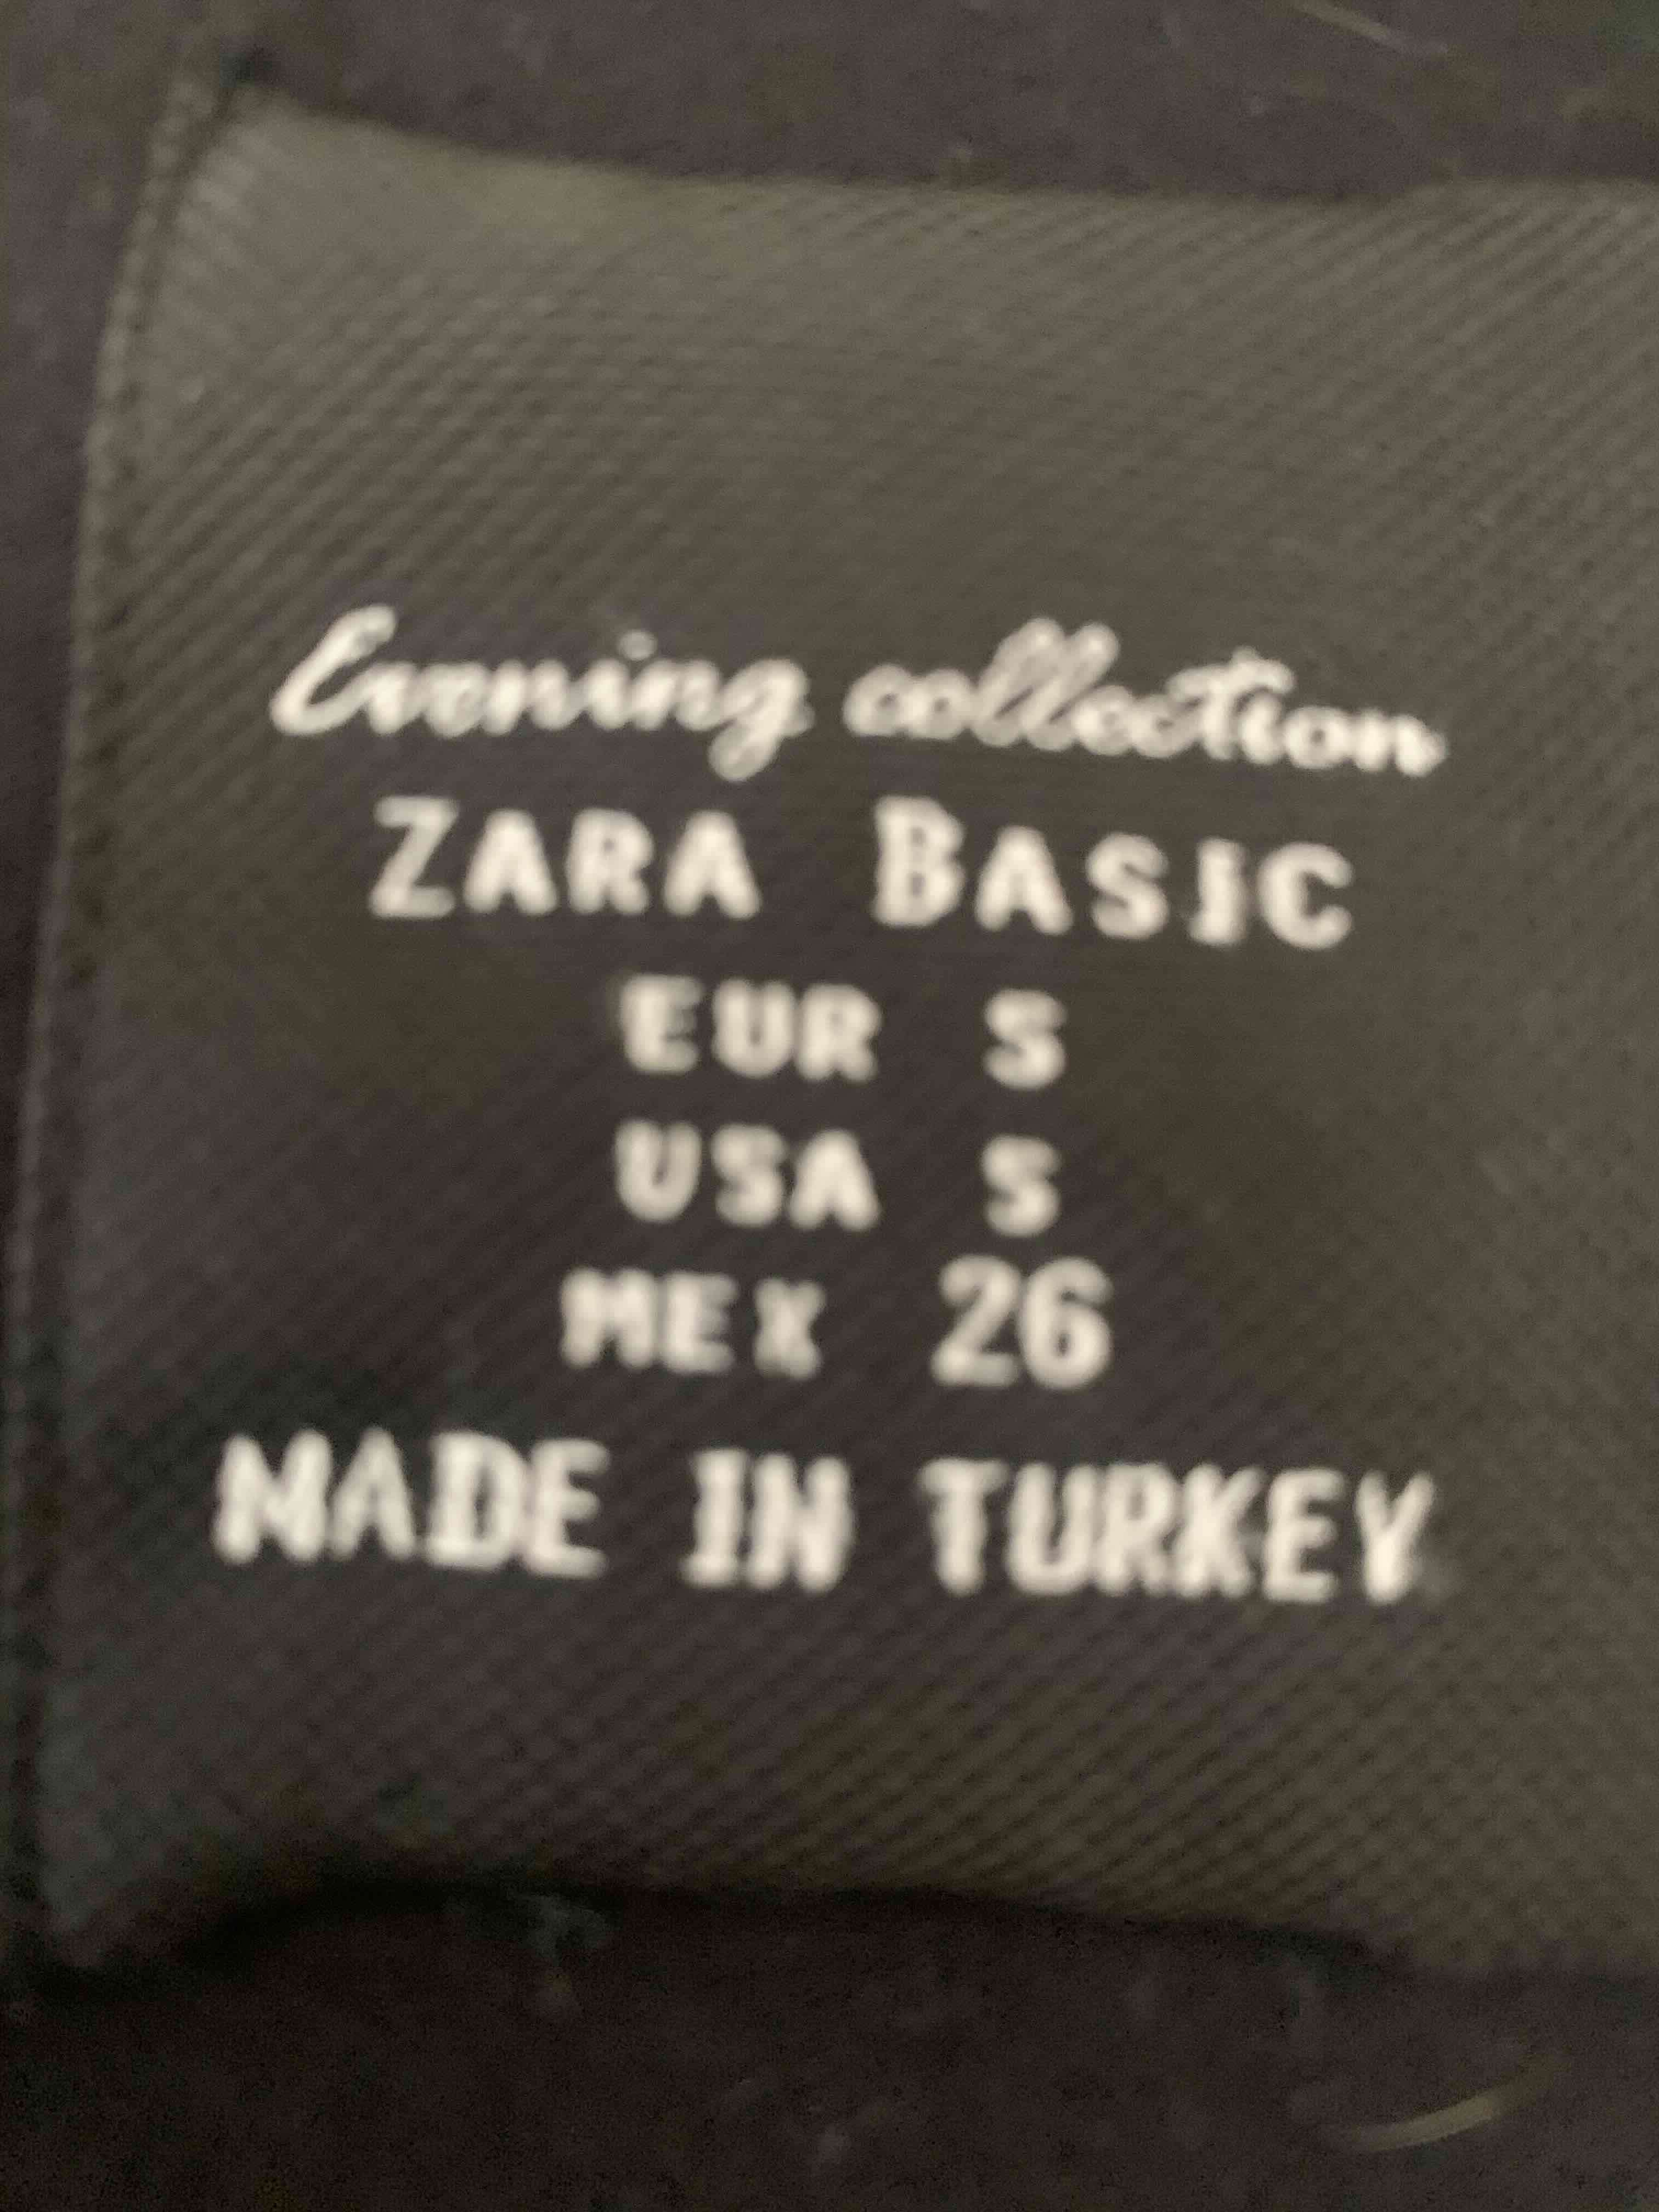 Evening collection
ZARA BASIC
EUR S
USA S
MEX 26
MADE IN TURKEY